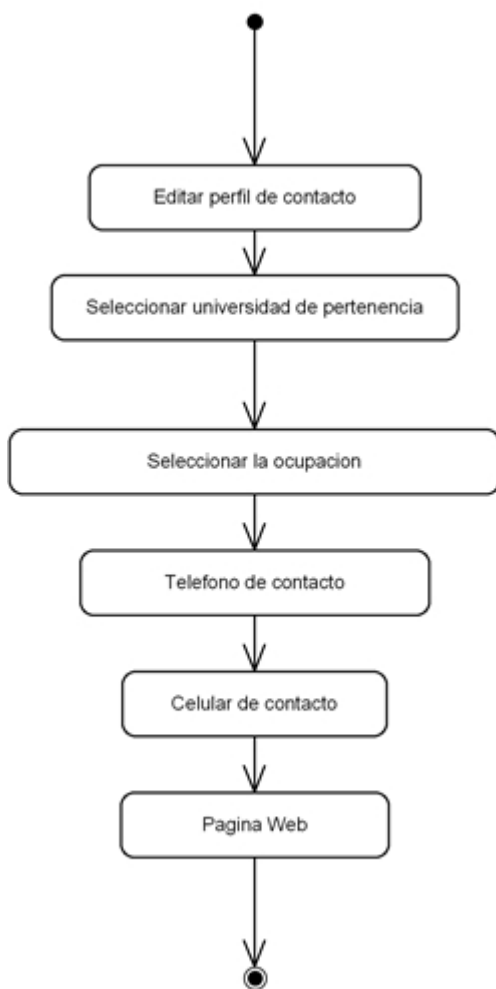 Editar perfil de contacto
Seleccionar universidad de pertenencia
Seleccionar la ocupacion
Telefono de contacto
Celular de contacto
Pagina Web